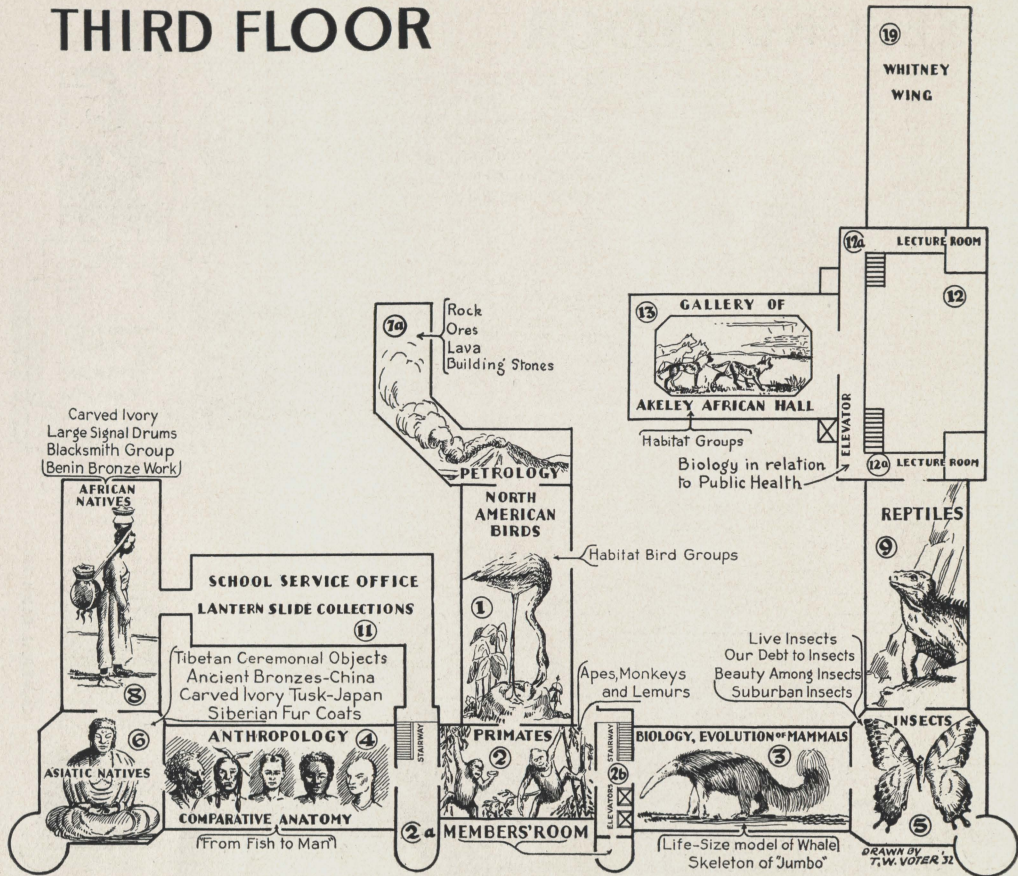 THIRD FLOOR
19
WHITNEY
WING
12a
LECTURE ROOM
12
13
GALLERY OF
AKELEY AFRICAN HALL
Habitat Groups
ELEVATOR
Biology in relation
to Public Health
12a
LECTURE ROOM
7a
Rock
Ores
Lava
Building Stones
PETROLOGY
NORTH
AMERICAN
BIRDS
Habitat Bird Groups
1
REPTILES
9
Carved Ivory
Large Signal Drums
Blacksmith Group
Benin Bronze Work
AFRICAN
NATIVES
8
SCHOOL SERVICE OFFICE
LANTERN SLIDE COLLECTIONS
11
Tibetan Ceremonial Objects
Ancient Bronzes-China
Carved Ivory Tusk-Japan
Siberian Fur Coats
Apes, Monkeys
and Lemurs
Live Insects
Our Debt to Insects
Beauty Among Insects
Suburban Insects
6
ASIATIC NATIVES
ANTHROPOLOGY
4
COMPARATIVE ANATOMY
"From Fish to Man"
STAIRWAY
2a
PRIMATES
2
MEMBERS' ROOM
STAIRWAY
2b
ELEVATORS
BIOLOGY, EVOLUTION OF MAMMALS
3
Life-Size model of Whale
Skeleton of "Jumbo"
INSECTS
5
DRAWN BY
T.W. VOTER '32